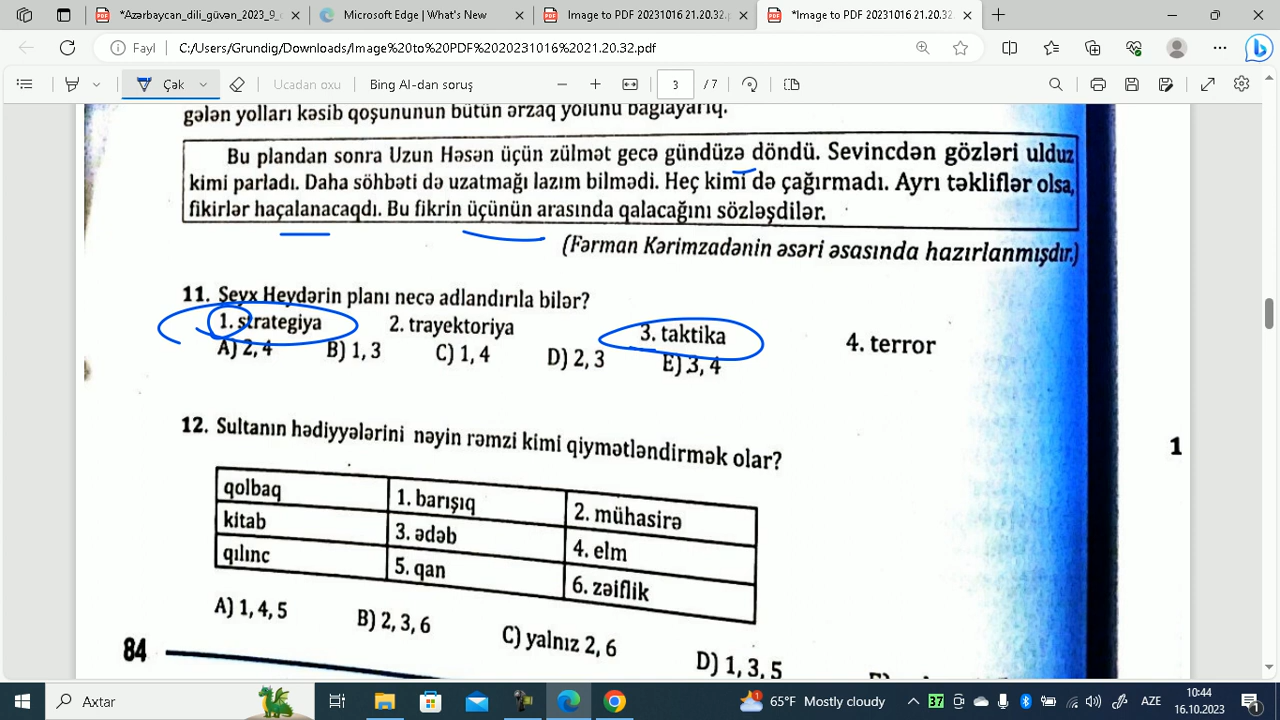 *Azərbaycan_dili_güvən_2023_9_
Microsoft Edge | What's New
Image to PDF 20231016 21.20.32.p
*Image to PDF 20231016 21.20.32.
Fayl
C:/Users/Grundig/Downloads/Image%20to%20PDF%2020231016%2021.20.32.pdf
Çək
Ucadan oxu
Bing AI-dan soruş
3 / 7
gələn yolları kəsib qoşununun bütün ərzaq yolunu bağlayarıq.
Bu plandan sonra Uzun Həsən üçün zülmət gecə gündüzə döndü. Sevincdən gözləri ulduz
kimi parladı. Daha söhbəti də uzatmağı lazım bilmədi. Heç kimi də çağırmadı. Ayrı təkliflər olsa,
fikirlər haçalanacaqdı. Bu fikrin üçünün arasında qalacağını sözləşdilər.
(Fərman Kərimzadənin əsəri əsasında hazırlanmışdır.)
11. Şeyx Heydərin planı necə adlandırıla bilər?
1. strategiya 2. trayektoriya 3. taktika 4. terror
A) 2, 4 B) 1, 3 C) 1, 4 D) 2, 3 E) 3, 4
12. Sultanın hədiyyələrini nəyin rəmzi kimi qiymətləndirmək olar?
1
qolbaq 1. barışıq 2. mühasirə
kitab 3. ədəb 4. elm
qılınc 5. qan 6. zəiflik
A) 1, 4, 5 B) 2, 3, 6 C) yalnız 2, 6 D) 1, 3, 5
84
Axtar
65°F Mostly cloudy
37
AZE
10:44
16.10.2023
1